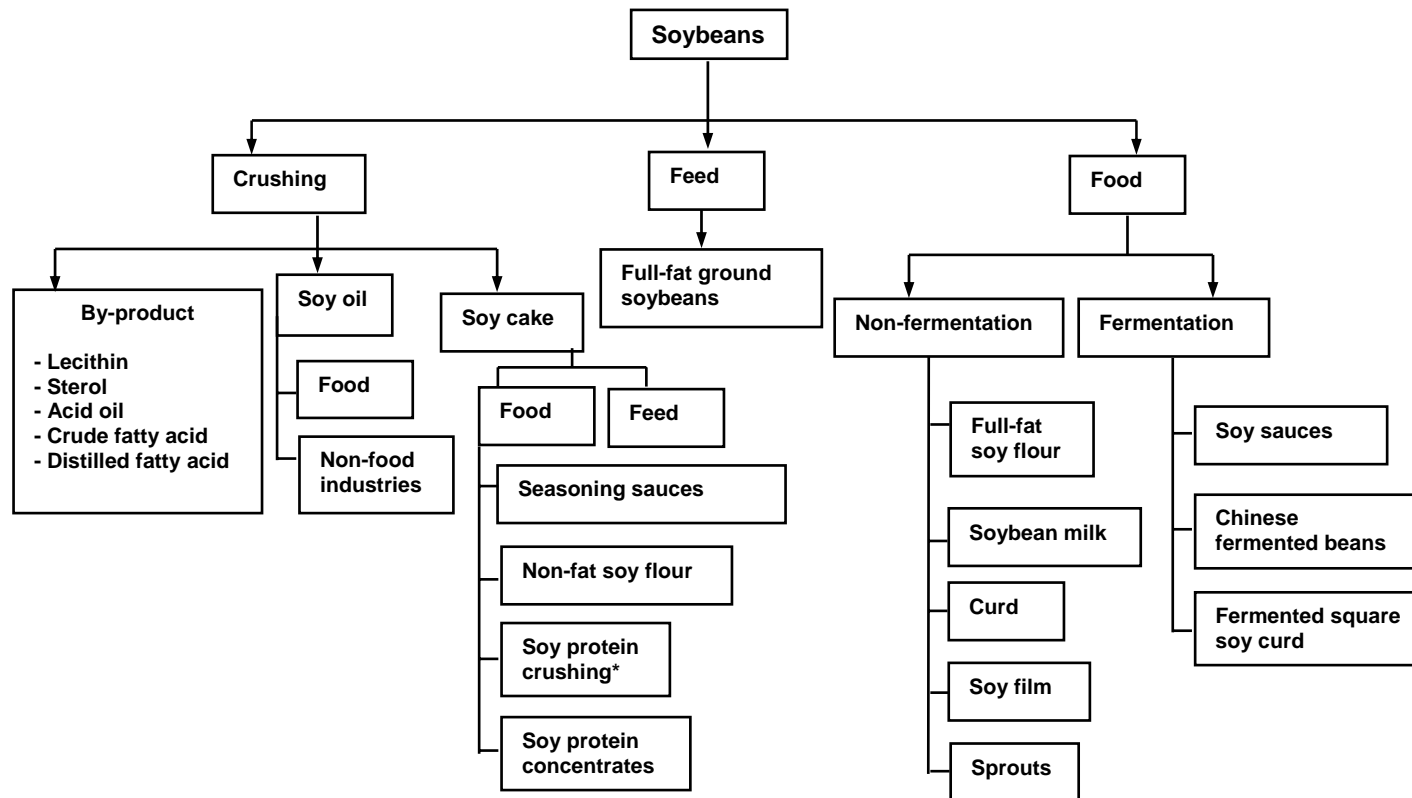 Soybeans
Crushing
Feed
Food
By-product
- Lecithin
- Sterol
- Acid oil
- Crude fatty acid
- Distilled fatty acid
Soy oil
Food
Non-food
industries
Soy cake
Food
Feed
Seasoning sauces
Non-fat soy flour
Soy protein
crushing*
Soy protein
concentrates
Full-fat ground
soybeans
Non-fermentation
Full-fat
soy flour
Soybean milk
Curd
Soy film
Sprouts
Fermentation
Soy sauces
Chinese
fermented beans
Fermented square
soy curd